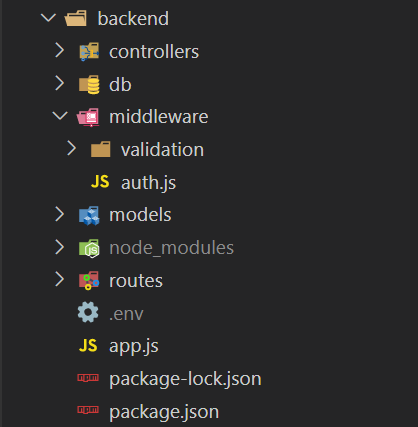 backend
controllers
db
middleware
validation
JS auth.js
models
node_modules
routes
.env
JS app.js
package-lock.json
package.json